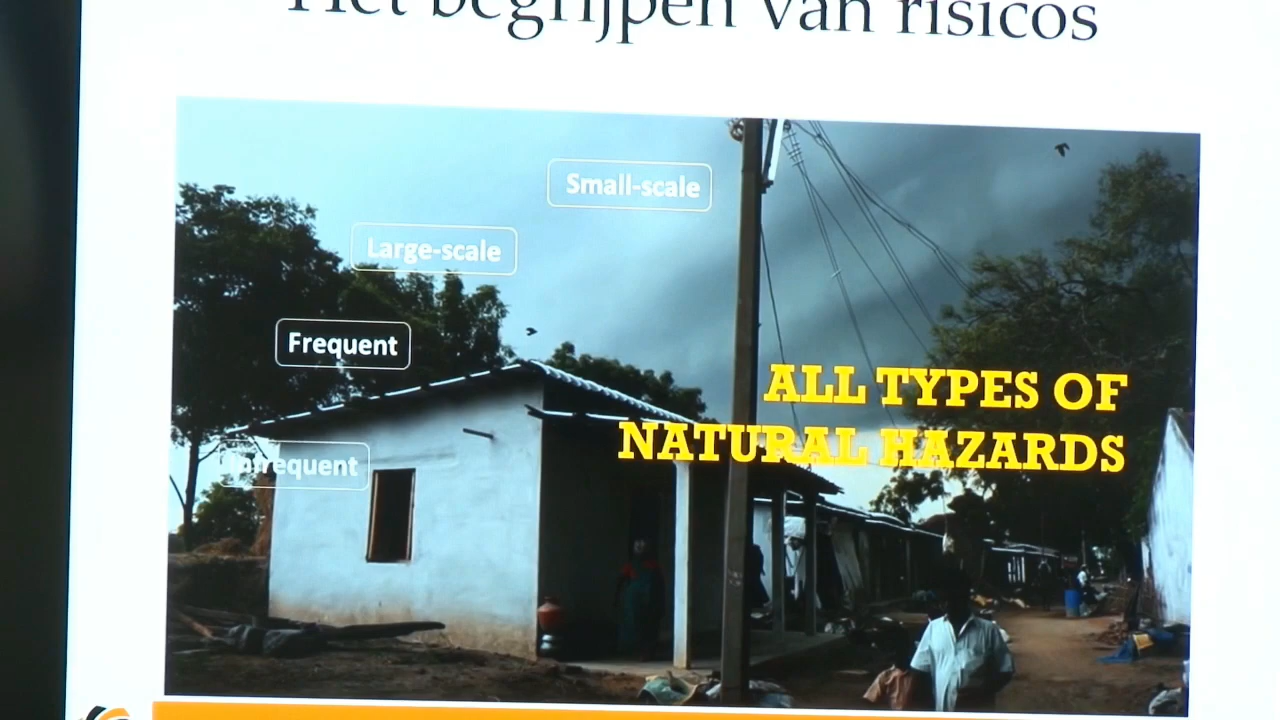 Het begrijpen van risicos
Small-scale
Large-scale
Frequent
Infrequent
ALL TYPES OF
NATURAL HAZARDS